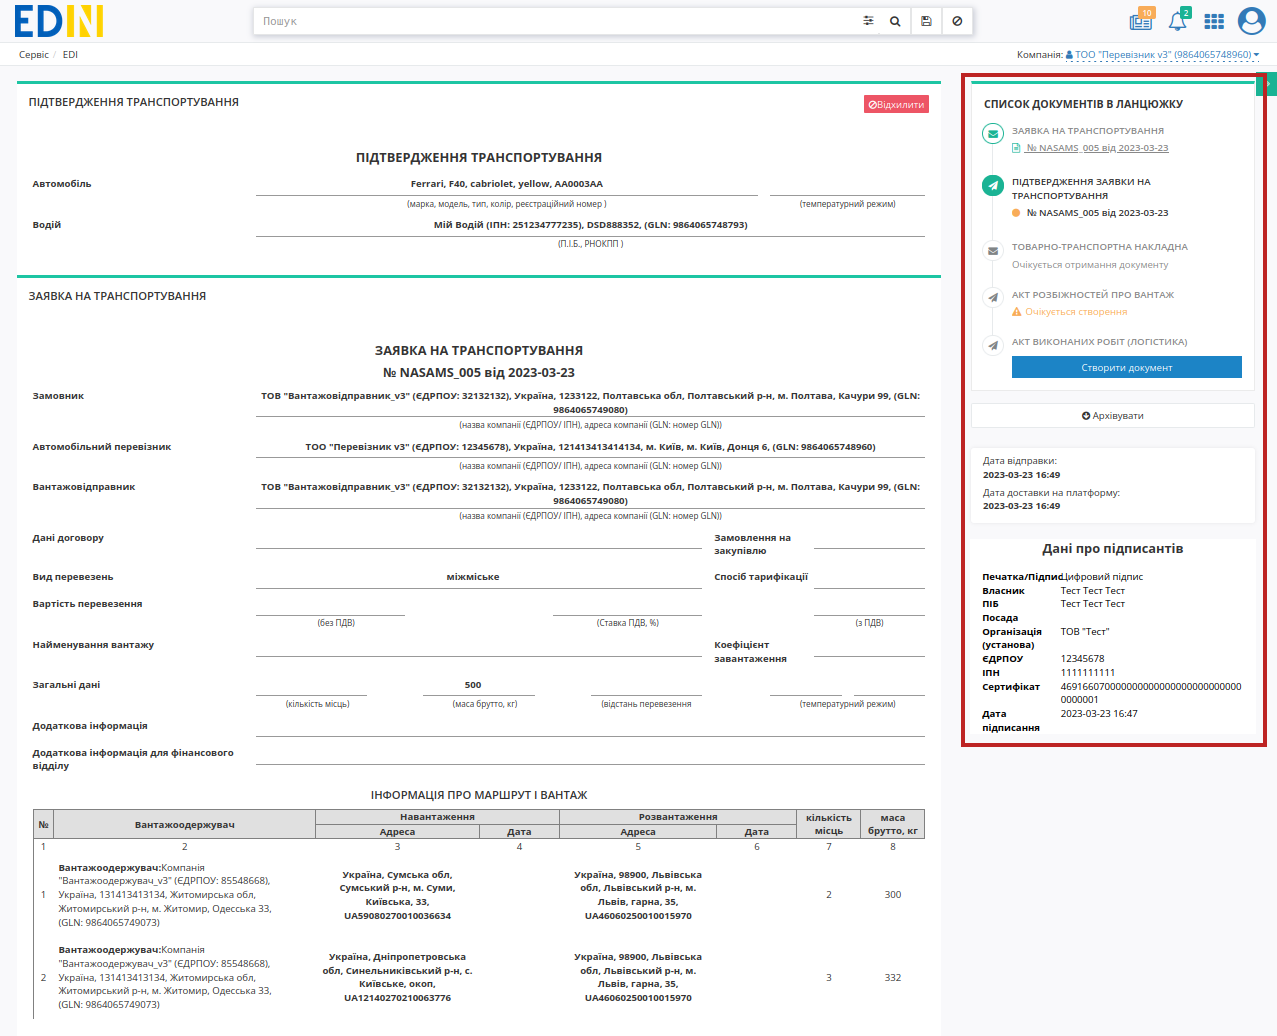 EDIN
Пошук
10
2
Сервіс / EDI
Компанія: ТОО "Перевізник v3" (9864065748960)
ПІДТВЕРДЖЕННЯ ТРАНСПОРТУВАННЯ
Відхилити
ПІДТВЕРДЖЕННЯ ТРАНСПОРТУВАННЯ
Автомобіль
Ferrari, F40, cabriolet, yellow, AA0003AA
(марка, модель, тип, колір, реєстраційний номер )
(температурний режим)
Водій
Мій Водій (ІПН: 251234777235), DSD888352, (GLN: 9864065748793)
(П.І.Б., РНОКПП )
ЗАЯВКА НА ТРАНСПОРТУВАННЯ
ЗАЯВКА НА ТРАНСПОРТУВАННЯ
№ NASAMS_005 від 2023-03-23
Замовник
ТОВ "Вантажовідправник_v3" (ЄДРПОУ: 32132132), Україна, 1233122, Полтавська обл, Полтавський р-н, м. Полтава, Качури 99, (GLN:
9864065749080)
(назва компанії (ЄДРПОУ/ ІПН), адреса компанії (GLN: номер GLN))
Автомобільний перевізник
ТОО "Перевізник v3" (ЄДРПОУ: 12345678), Україна, 121413413414134, м. Київ, м. Київ, Донця 6, (GLN: 9864065748960)
(назва компанії (ЄДРПОУ/ ІПН), адреса компанії (GLN: номер GLN))
Вантажовідправник
ТОВ "Вантажовідправник_v3" (ЄДРПОУ: 32132132), Україна, 1233122, Полтавська обл, Полтавський р-н, м. Полтава, Качури 99, (GLN:
9864065749080)
(назва компанії (ЄДРПОУ/ ІПН), адреса компанії (GLN: номер GLN))
Дані договору
Замовлення на
закупівлю
Вид перевезень
міжміське
Спосіб тарифікації
Вартість перевезення
(без ПДВ)
(Ставка ПДВ, %)
(з ПДВ)
Найменування вантажу
Коефіцієнт
завантаження
Загальні дані
500
(кількість місць)
(маса брутто, кг)
(відстань перевезення
(температурний режим)
Додаткова інформація
Додаткова інформація для фінансового
відділу
ІНФОРМАЦІЯ ПРО МАРШРУТ І ВАНТАЖ
№ Вантажоодержувач Навантаження Розвантаження кількість місць маса брутто, кг
Адреса Дата Адреса Дата
1 2 3 4 5 6 7 8
Вантажоодержувач:Компанія
"Вантажоодержувач_v3" (ЄДРПОУ: 85548668),
Україна, 131413413134, Житомирська обл,
Житомирський р-н, м. Житомир, Одесська 33,
(GLN: 9864065749073)
1
Україна, Сумська обл,
Сумський р-н, м. Суми,
Київська, 33,
UA59080270010036634
Україна, 98900, Львівська
обл, Львівський р-н, м.
Львів, гарна, 35,
UA46060250010015970
2
300
Вантажоодержувач:Компанія
"Вантажоодержувач_v3" (ЄДРПОУ: 85548668),
Україна, 131413413134, Житомирська обл,
Житомирський р-н, м. Житомир, Одесська 33,
(GLN: 9864065749073)
2
Україна, Дніпропетровська
обл, Синельниківський р-н, с.
Київське, окоп,
UA12140270210063776
Україна, 98900, Львівська
обл, Львівський р-н, м.
Львів, гарна, 35,
UA46060250010015970
3
332
СПИСОК ДОКУМЕНТІВ В ЛАНЦЮЖКУ
ЗАЯВКА НА ТРАНСПОРТУВАННЯ
№ NASAMS_005 від 2023-03-23
ПІДТВЕРДЖЕННЯ ЗАЯВКИ НА
ТРАНСПОРТУВАННЯ
№ NASAMS_005 від 2023-03-23
ТОВАРНО-ТРАНСПОРТНА НАКЛАДНА
Очікується отримання документу
АКТ РОЗБІЖНОСТЕЙ ПРО ВАНТАЖ
Очікується створення
АКТ ВИКОНАНИХ РОБІТ (ЛОГІСТИКА)
Створити документ
Архівувати
Дата відправки:
2023-03-23 16:49
Дата доставки на платформу:
2023-03-23 16:49
Дані про підписантів
Печатка/Підпис Цифровий підпис
Власник Тест Тест Тест
ПІБ Тест Тест Тест
Посада
Організація ТОВ "Тест"
(установа)
ЄДРПОУ 12345678
ІПН 1111111111
Дата 2023-03-23 16:47
підписання
Сертифікат